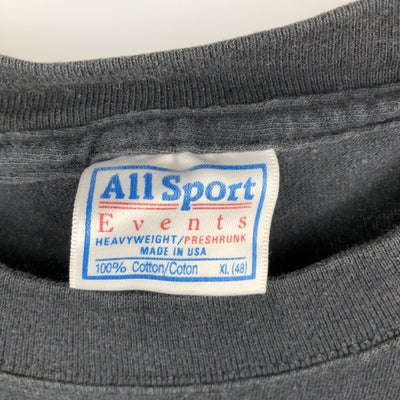 All Sport
Events
HEAVYWEIGHT/PRESHRUNK
MADE IN USA
100% Cotton/Coton XL (48)